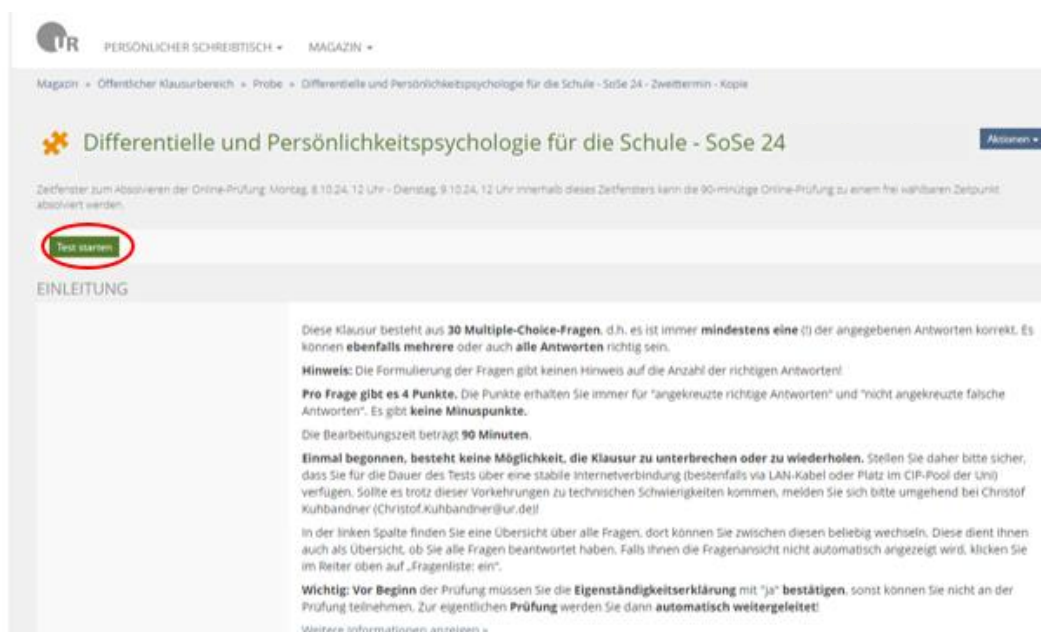 UR PERSÖNLICHER SCHREIBTISCH MAGAZIN
Magazin » Öffentlicher Klausurbereich » Probe » Differentielle und Persönlichkeitspsychologie für die Schule - SoSe 24 - Zweittermin - Kopie
Differentielle und Persönlichkeitspsychologie für die Schule - SoSe 24
Aktionen
Zeitfenster zum Absolvieren der Online-Prüfung: Montag, 8.10.24, 12 Uhr - Dienstag, 9.10.24, 12 Uhr innerhalb dieses Zeitfensters kann die 90-minütige Online-Prüfung zu einem frei wählbaren Zeitpunkt
absolviert werden.
Test starten
EINLEITUNG
Diese Klausur besteht aus 30 Multiple-Choice-Fragen, d.h. es ist immer mindestens eine (!) der angegebenen Antworten korrekt. Es
können ebenfalls mehrere oder auch alle Antworten richtig sein.
Hinweis: Die Formulierung der Fragen gibt keinen Hinweis auf die Anzahl der richtigen Antworten!
Pro Frage gibt es 4 Punkte. Die Punkte erhalten Sie immer für "angekreuzte richtige Antworten" und "nicht angekreuzte falsche
Antworten". Es gibt keine Minuspunkte.
Die Bearbeitungszeit beträgt 90 Minuten.
Einmal begonnen, besteht keine Möglichkeit, die Klausur zu unterbrechen oder zu wiederholen. Stellen Sie daher bitte sicher,
dass Sie für die Dauer des Tests über eine stabile Internetverbindung (bestenfalls via LAN-Kabel oder Platz im CIP-Pool der Uni)
verfügen. Sollte es trotz dieser Vorkehrungen zu technischen Schwierigkeiten kommen, melden Sie sich bitte umgehend bei Christof
Kuhbandner (Christof.Kuhbandner@ur.de)!
In der linken Spalte finden Sie eine Übersicht über alle Fragen, dort können Sie zwischen diesen beliebig wechseln. Diese dient Ihnen
auch als Übersicht, ob Sie alle Fragen beantwortet haben. Falls Ihnen die Fragenansicht nicht automatisch angezeigt wird, klicken Sie
im Reiter oben auf „Fragenliste: ein".
Wichtig: Vor Beginn der Prüfung müssen Sie die Eigenständigkeitserklärung mit "ja" bestätigen, sonst können Sie nicht an der
Prüfung teilnehmen. Zur eigentlichen Prüfung werden Sie dann automatisch weitergeleitet!
Weitere Informationen anzeigen »